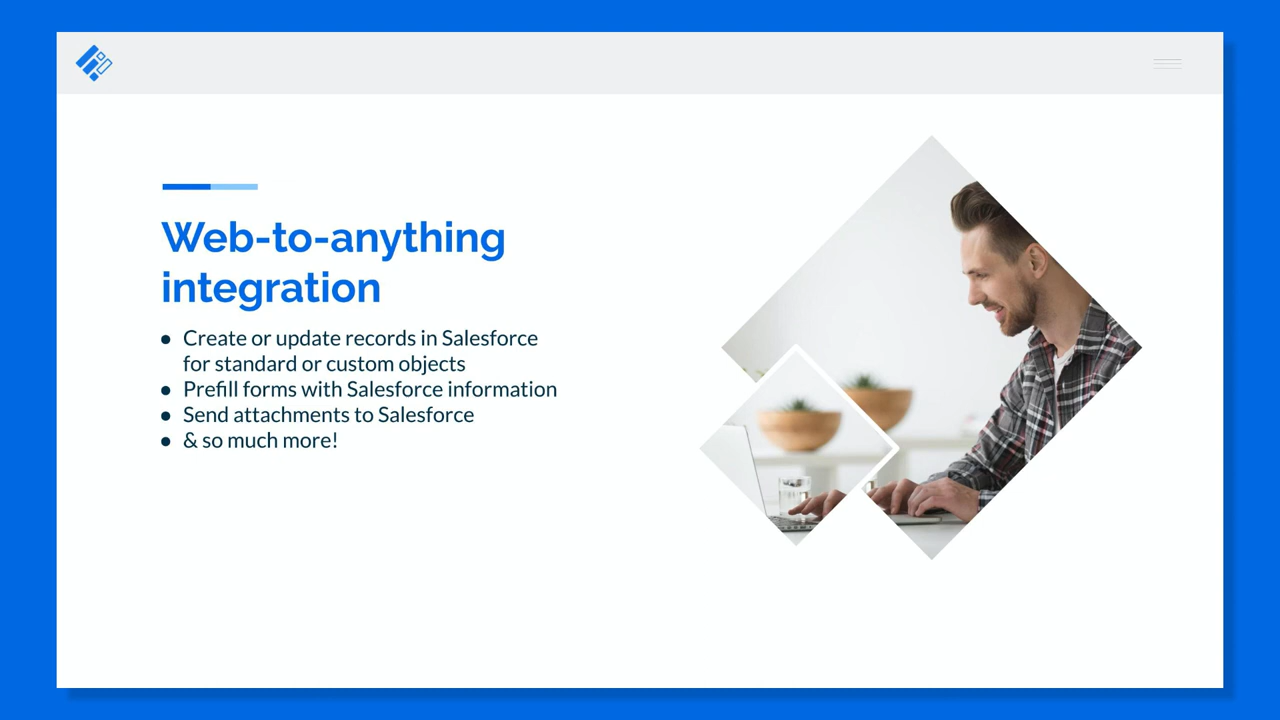 Web-to-anything
integration
● Create or update records in Salesforce
for standard or custom objects
● Prefill forms with Salesforce information
● Send attachments to Salesforce
● & so much more!